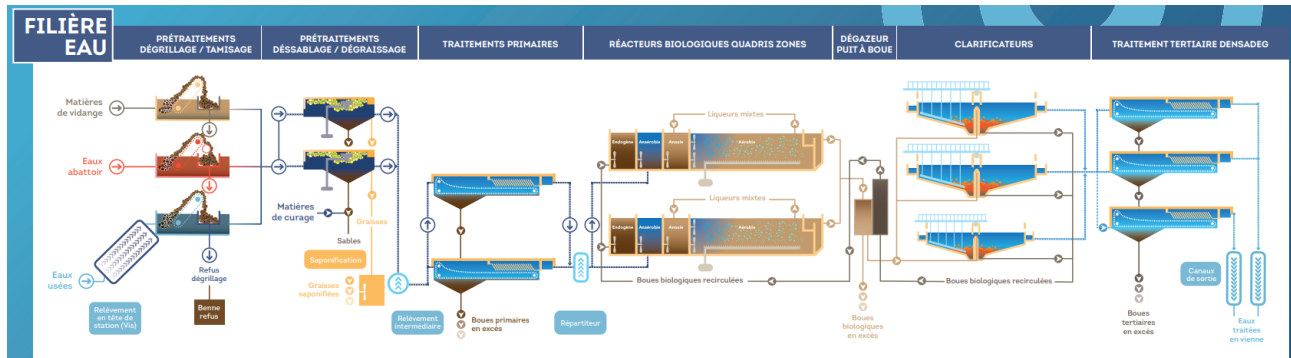 FILIÈRE
EAU
PRÉTRAITEMENTS
DÉGRILLAGE / TAMISAGE
PRÉTRAITEMENTS
DÉSSABLAGE / DÉGRAISSAGE
TRAITEMENTS PRIMAIRES
RÉACTEURS BIOLOGIQUES QUADRIS ZONES
DÉGAZEUR
PUIT À BOUE
CLARIFICATEURS
TRAITEMENT TERTIAIRE DENSADEG
Matières
de vidange
Eaux
abattoir
Eaux
usées
Relèvement
en tête de
station (Vis)
Refus
dégrillage
Benne
refus
Matières
de curage
Sables
Graisses
Saponification
Graisses
saponifiées
Relèvement
intermédiaire
Boues primaires
en excès
Répartiteur
Liqueurs mixtes
Endogène
Anaérobie
Anoxie
Aérobie
Liqueurs mixtes
Endogène
Anaérobie
Anoxie
Aérobie
Boues biologiques recirculées
Boues
biologiques
en excès
Boues biologiques recirculées
Boues
tertiaires
en excès
Canaux
de sortie
Eaux
traitées
en vienne